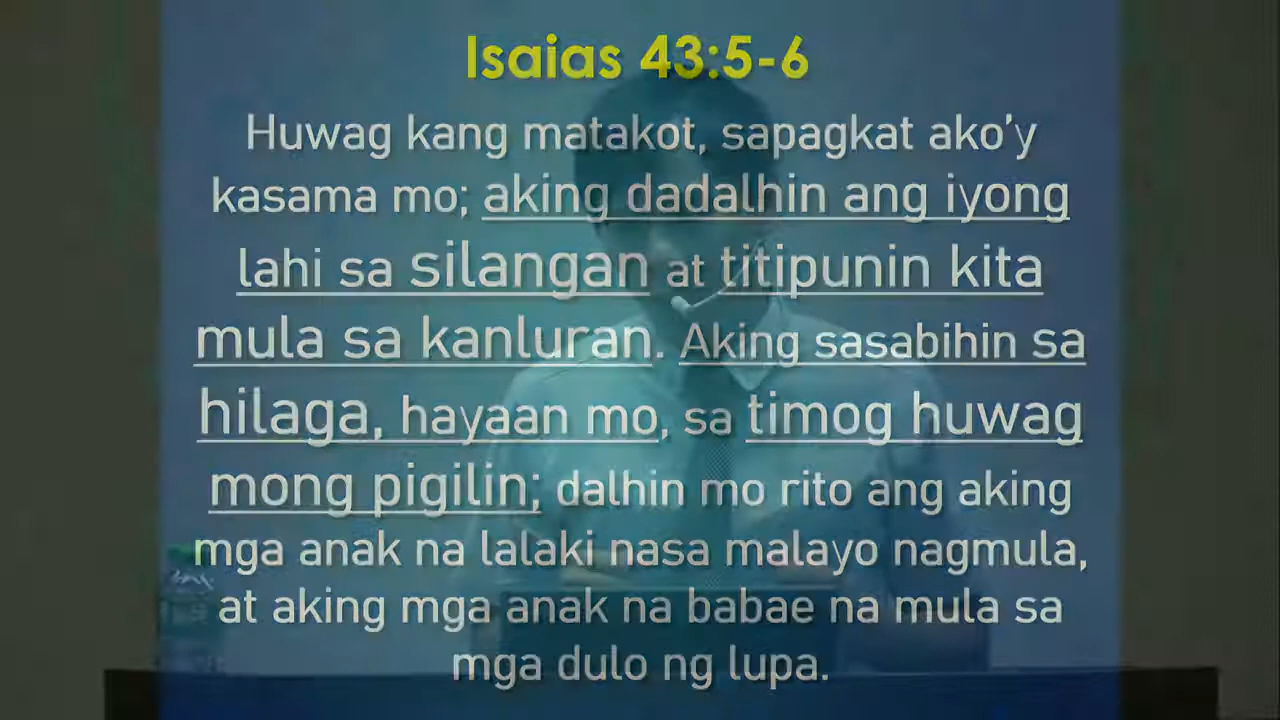 Isaias 43:5-6
Huwag kang matakot, sapagkat ako’y
kasama mo; aking dadalhin ang iyong
lahi sa silangan at titipunin kita
mula sa kanluran. Aking sasabihin sa
hilaga, hayaan mo, sa timog huwag
mong pigilin; dalhin mo rito ang aking
mga anak na lalaki nasa malayo nagmula,
at aking mga anak na babae na mula sa
mga dulo ng lupa.